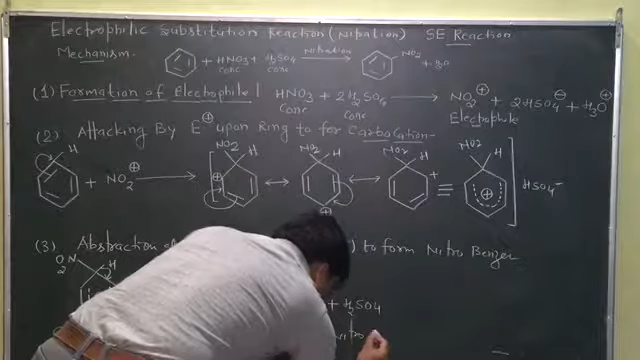 Electrophilic Substitution Reaction (Nitration) SE Reaction
Mechanism.
+ HNO3 + H2SO4 Nitration NO2 + H2O
conc conc
(1) Formation of Electrophile | HNO3 + 2H2SO4 → NO2⊕ + 2HSO4⊖ + H3O⊕
Conc Conc Electrophile
(2) Attacking By E⊕ upon Ring to for Carbocation-
H + NO2⊕ → [ NO2 H ⊕ ↔ NO2 H ⊕ ↔ NO2 H + ≡ NO2 H ⊕ ] HSO4-
(3) Abstraction of ) to form Nitro Benzen
O2N H + H2SO4